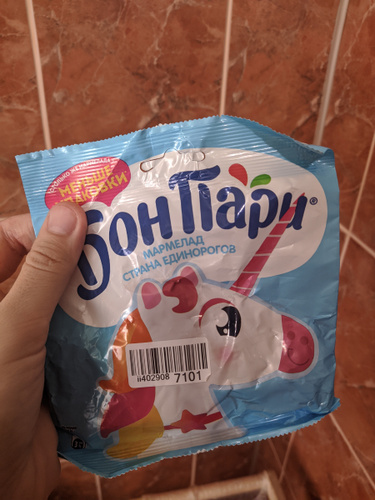 МЕНЬШЕ
Бон Пари®
МАРМЕЛАД
СТРАНА ЕДИНОРОГОВ
#402908 7101